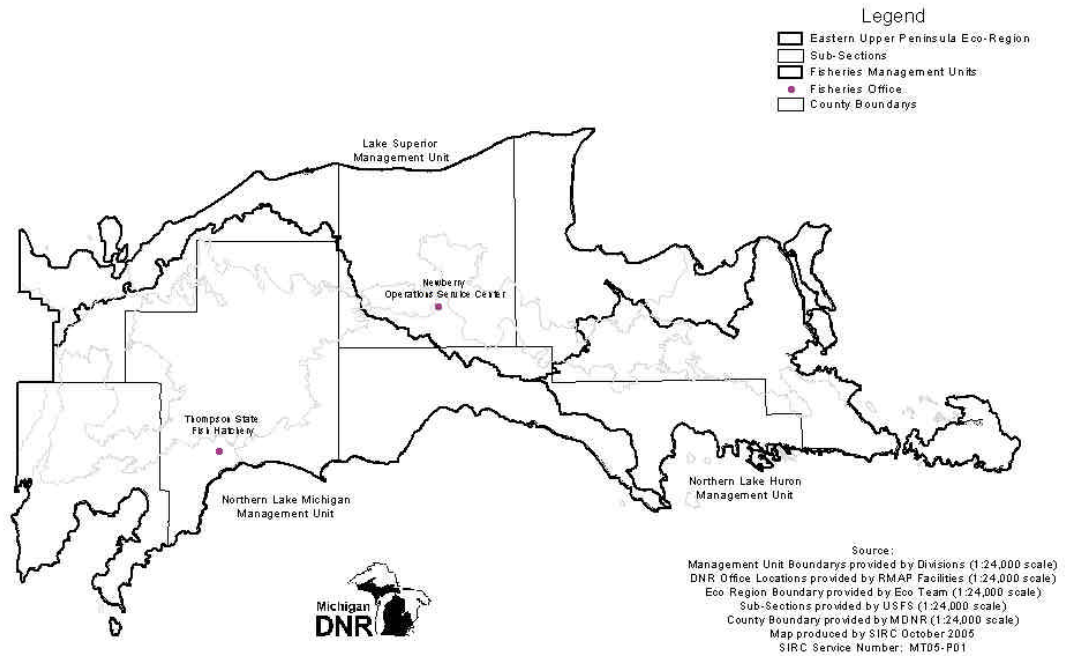 Legend
Eastern Upper Peninsula Eco-Region
Sub-Sections
Fisheries Management Units
Fisheries Office
County Boundarys
Lake Superior
Management Unit
Newberry
Operations Service Center
Thompson State
Fish Hatchery
Northern Lake Michigan
Management Unit
Northern Lake Huron
Management Unit
Michigan
DNR
Source:
Management Unit Boundarys provided by Divisions (1:24,000 scale)
DNR Office Locations provided by RMAP Facilities (1:24,000 scale)
Eco Region Boundary provided by Eco Team (1:24,000 scale)
Sub-Sections provided by USFS (1:24,000 scale)
County Boundary provided by MDNR (1:24,000 scale)
Map produced by SIRC October 2005
SIRC Service Number: MT05-P01